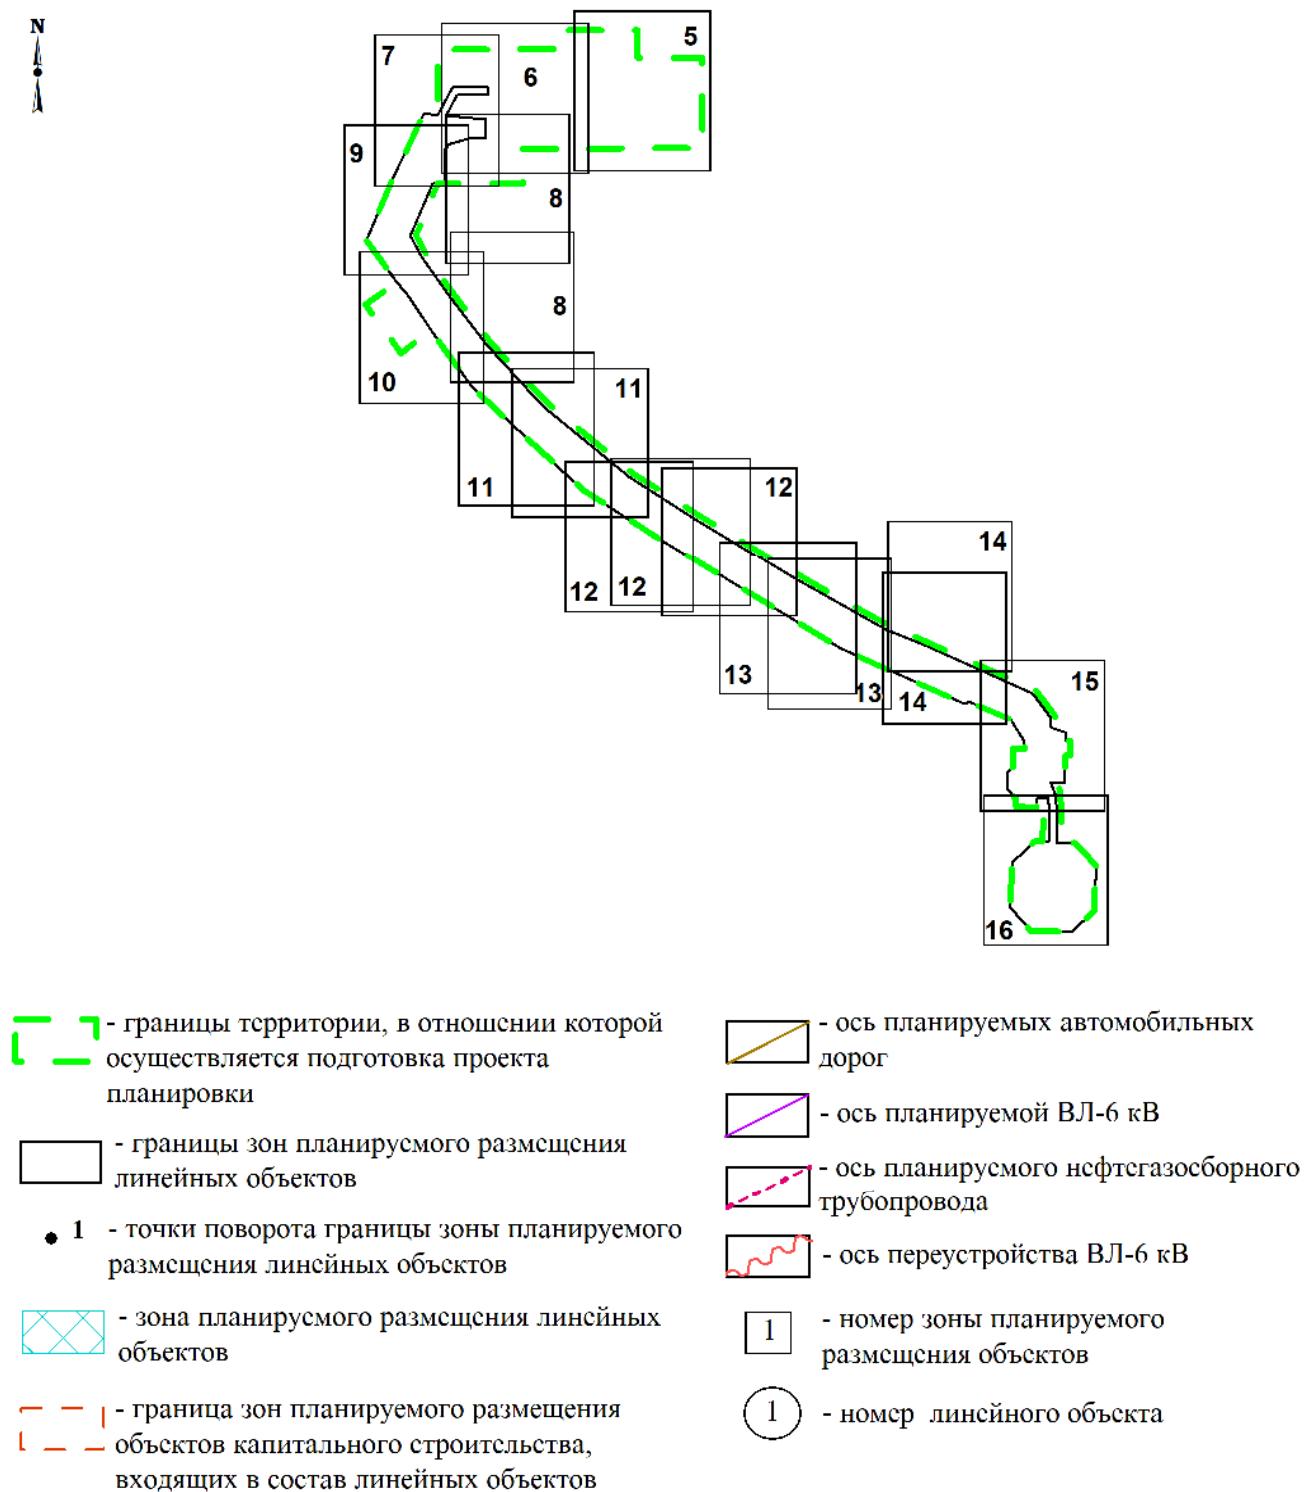 N
5
7
6
9
8
8
10
11
11
12
12
12
14
13
13
14
15
16
- границы территории, в отношении которой
осуществляется подготовка проекта
планировки
- границы зон планируемого размещения
линейных объектов
1 - точки поворота границы зоны планируемого
размещения линейных объектов
- зона планируемого размещения линейных
объектов
- граница зон планируемого размещения
объектов капитального строительства,
входящих в состав линейных объектов
- ось планируемых автомобильных
дорог
- ось планируемой ВЛ-6 кВ
- ось планируемого нефтегазосборного
трубопровода
- ось переустройства ВЛ-6 кВ
1 - номер зоны планируемого
размещения объектов
1 - номер линейного объекта